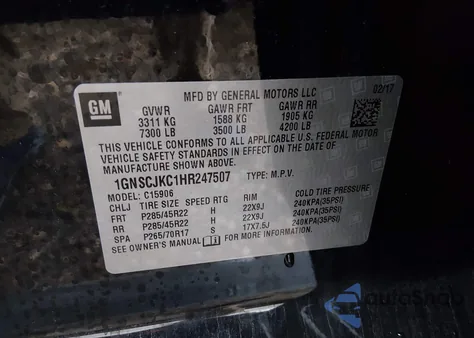 GM
MFD BY GENERAL MOTORS LLC 02/17
GVWR GAWR FRT GAWR RR
3311 KG 1588 KG 1905 KG
7300 LB 3500 LB 4200 LB
THIS VEHICLE CONFORMS TO ALL APPLICABLE U.S. FEDERAL MOTOR
VEHICLE SAFETY STANDARDS IN EFFECT ON THE DATE OF
MANUFACTURE SHOWN ABOVE.
1GNSCJKC1HR247507 TYPE: M.P.V.
MODEL: C15906
CHLJ TIRE SIZE SPEED RTG RIM COLD TIRE PRESSURE
FRT P285/45R22 H 22X9J 240KPA(35PSI)
RR P285/45R22 H 22X9J 240KPA(35PSI)
SPA P265/70R17 S 17X7.5J 240KPA(35PSI)
SEE OWNER'S MANUAL FOR MORE INFORMATION.